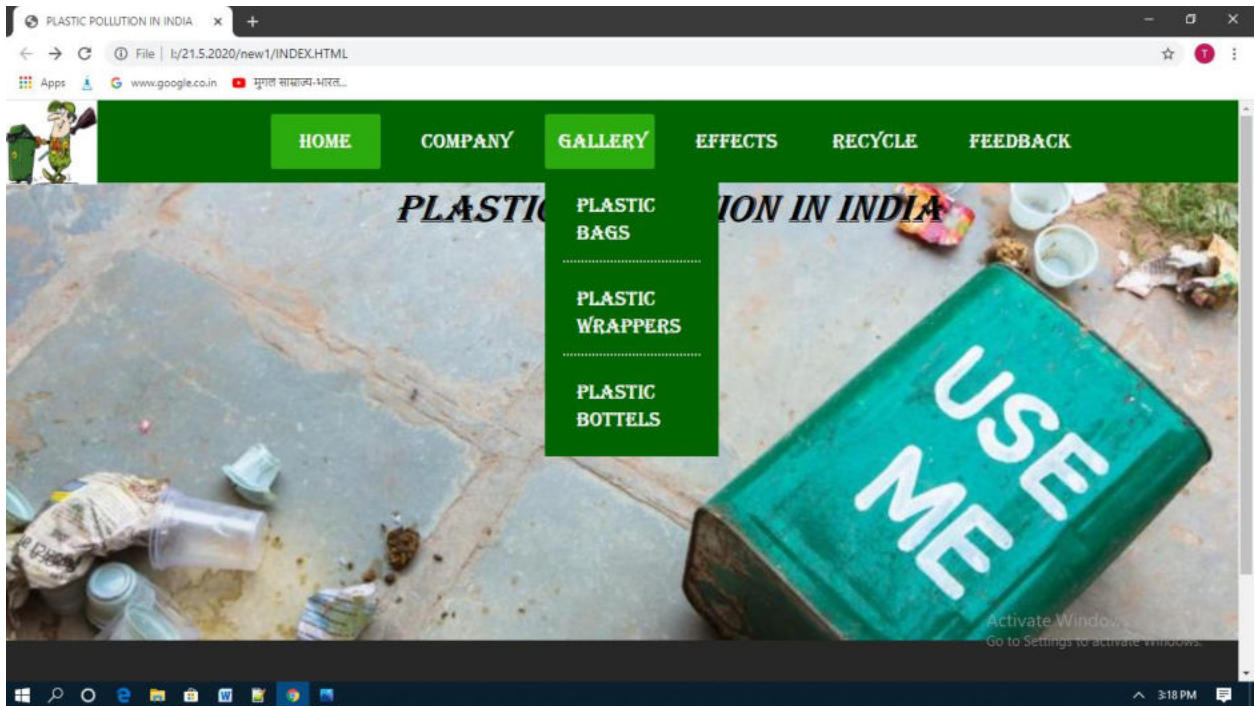 PLASTIC POLLUTION IN INDIA
File | I:/21.5.2020/new1/INDEX.HTML
Apps
www.google.co.in
मुगल साम्राज्य-भारत...
HOME
COMPANY
GALLERY
EFFECTS
RECYCLE
FEEDBACK
PLASTIC
BAGS
PLASTIC
WRAPPERS
PLASTIC
BOTTELS
PLASTI
ION IN INDIA
USE
ME
Activate Windows
Go to Settings to activate Windows.
3:18 PM
T